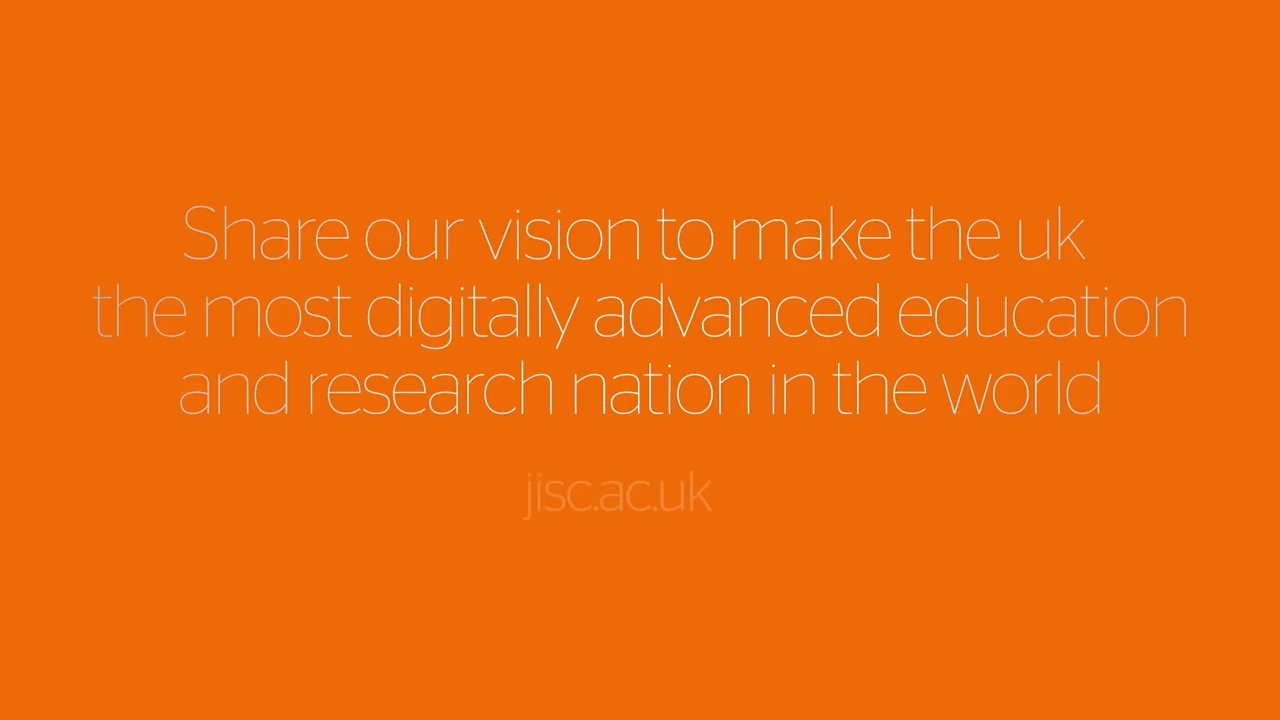 Share our vision to make the uk
the most digitally advanced education
and research nation in the world
jisc.ac.uk